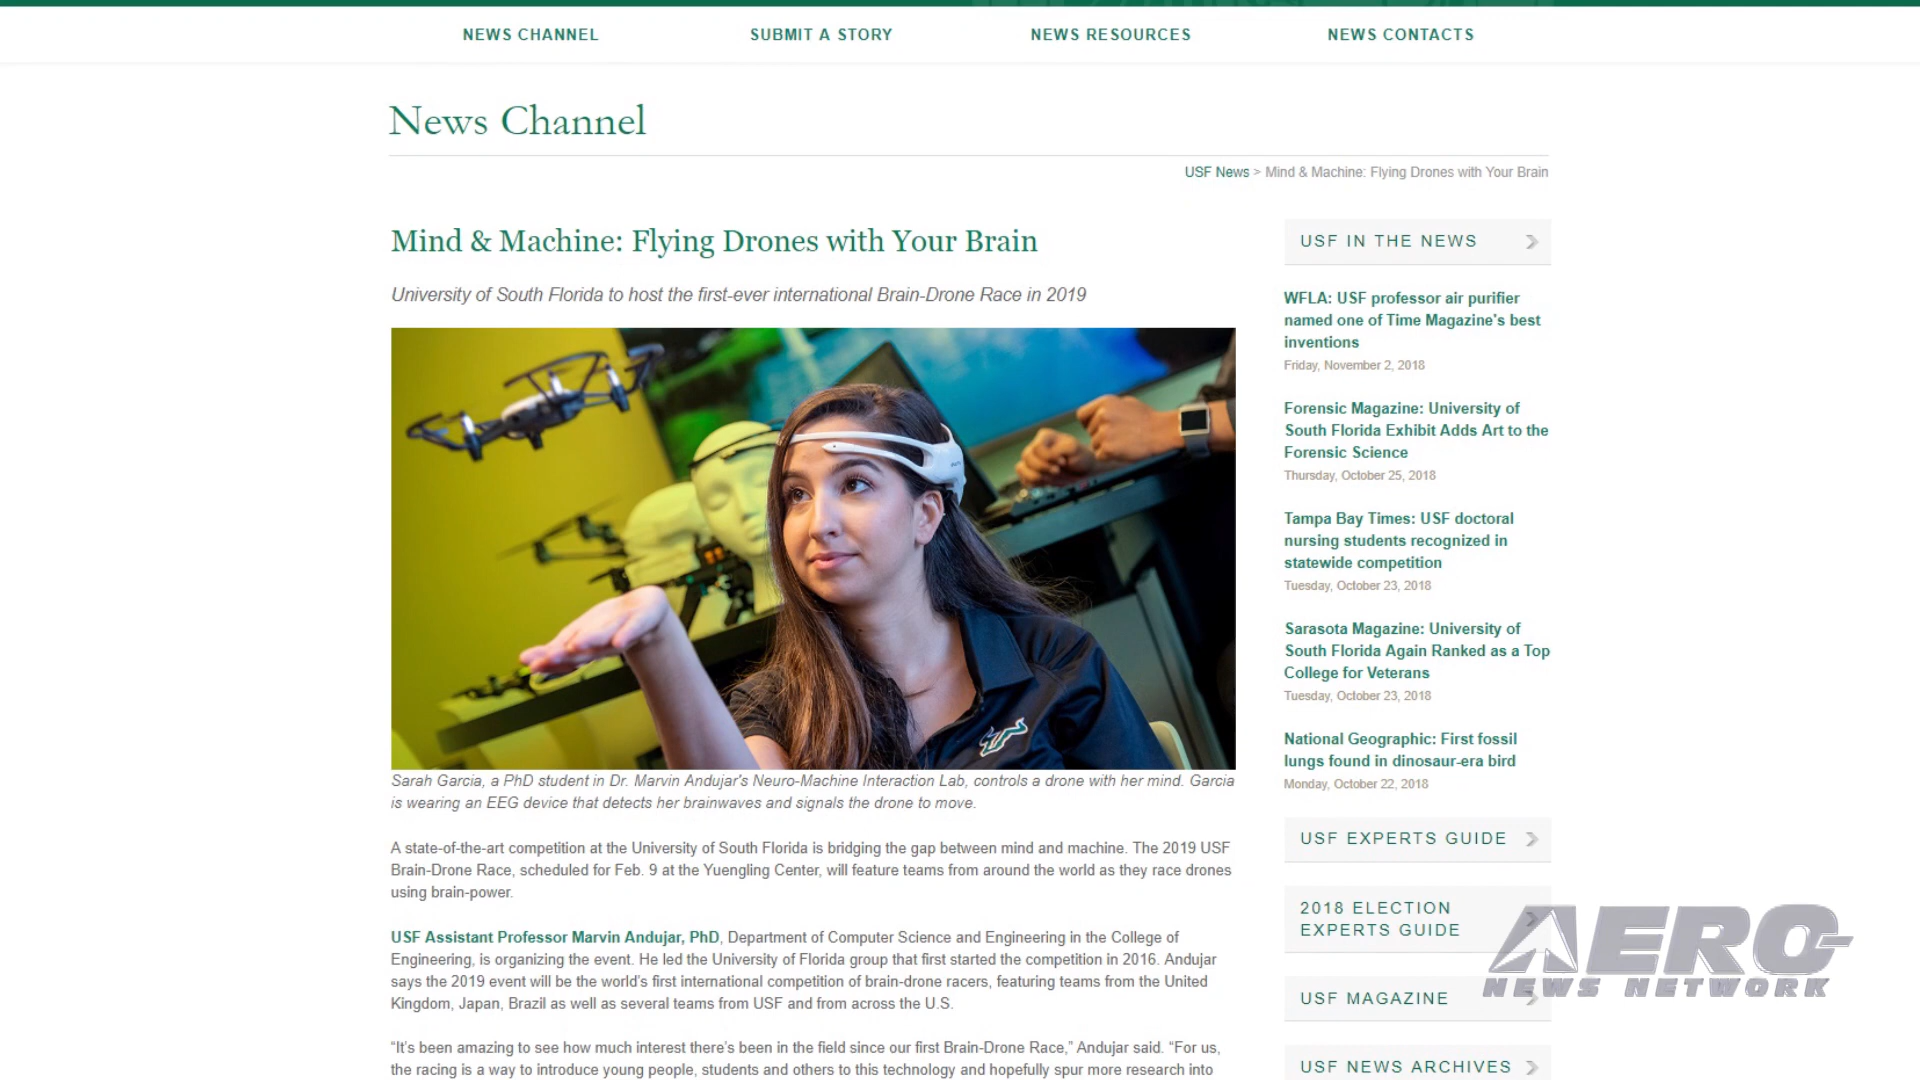 NEWS CHANNEL
SUBMIT A STORY
NEWS RESOURCES
NEWS CONTACTS
News Channel
USF News > Mind & Machine: Flying Drones with Your Brain
Mind & Machine: Flying Drones with Your Brain
University of South Florida to host the first-ever international Brain-Drone Race in 2019
Sarah Garcia, a PhD student in Dr. Marvin Andujar's Neuro-Machine Interaction Lab, controls a drone with her mind. Garcia
is wearing an EEG device that detects her brainwaves and signals the drone to move.
A state-of-the-art competition at the University of South Florida is bridging the gap between mind and machine. The 2019 USF
Brain-Drone Race, scheduled for Feb. 9 at the Yuengling Center, will feature teams from around the world as they race drones
using brain-power.
USF Assistant Professor Marvin Andujar, PhD, Department of Computer Science and Engineering in the College of
Engineering, is organizing the event. He led the University of Florida group that first started the competition in 2016. Andujar
says the 2019 event will be the world's first international competition of brain-drone racers, featuring teams from the United
Kingdom, Japan, Brazil as well as several teams from USF and from across the U.S.
“It's been amazing to see how much interest there's been in the field since our first Brain-Drone Race,” Andujar said. “For us,
the racing is a way to introduce young people, students and others to this technology and hopefully spur more research into
USF IN THE NEWS
WFLA: USF professor air purifier
named one of Time Magazine's best
inventions
Friday, November 2, 2018
Forensic Magazine: University of
South Florida Exhibit Adds Art to the
Forensic Science
Thursday, October 25, 2018
Tampa Bay Times: USF doctoral
nursing students recognized in
statewide competition
Tuesday, October 23, 2018
Sarasota Magazine: University of
South Florida Again Ranked as a Top
College for Veterans
Tuesday, October 23, 2018
National Geographic: First fossil
lungs found in dinosaur-era bird
Monday, October 22, 2018
USF EXPERTS GUIDE
2018 ELECTION
EXPERTS GUIDE
USF MAGAZINE
USF NEWS ARCHIVES
AERO-
NEWS NETWORK